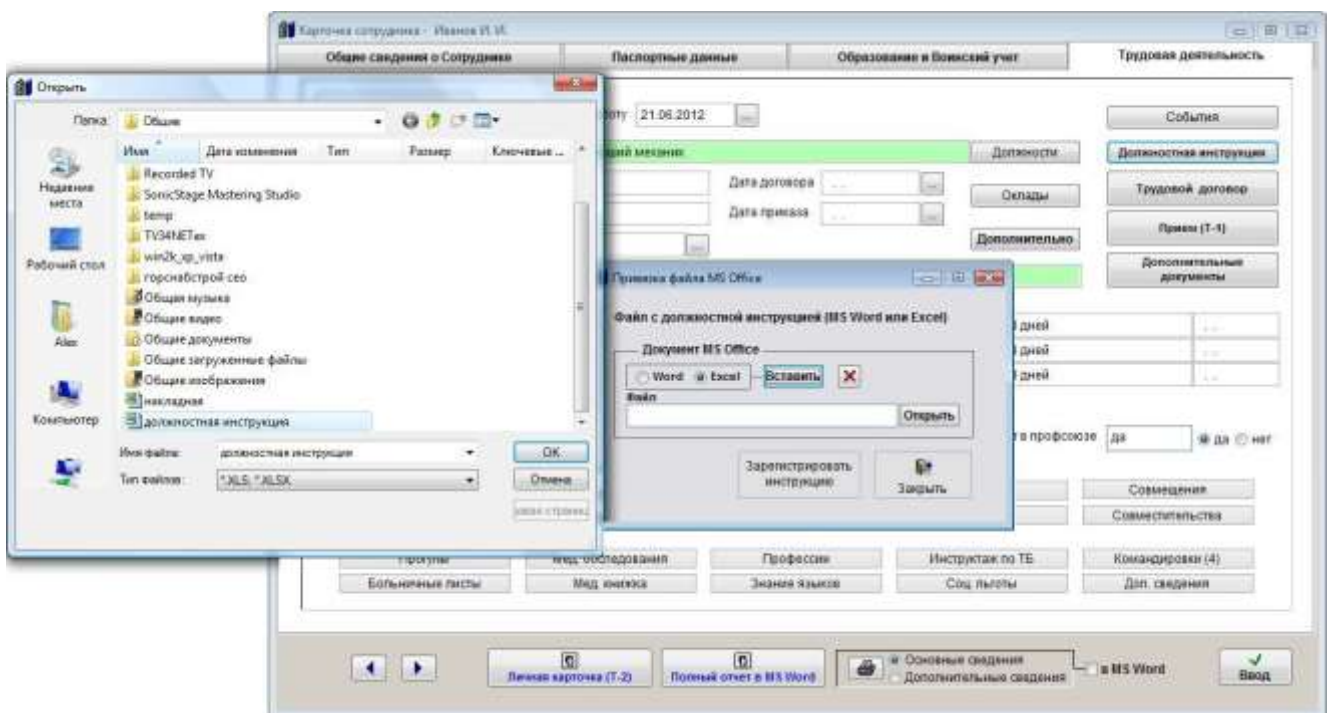 Карточка сотрудника - Иванов И. И.
Общие сведения о Сотруднике
Паспортные данные
Образование и Воинский учет
Трудовая деятельность
21.06.2012
...
События
механик
Должности
Должностная инструкция
Дата договора
Оклады
Трудовой договор
Дата приказа
Дополнительно
Прием (Т-1)
Дополнительные
документы
дней
дней
дней
в профсоюзе
да
да
нет
Совмещения
Совместительства
Прогулы
Мед. обследования
Профессии
Инструктаж по ТБ
Командировки (4)
Больничные листы
Мед. книжка
Знание языков
Соц. льготы
Доп. сведения
Личная карточка (Т-2)
Полный отчет в MS Word
Основные сведения
Дополнительные сведения
в MS Word
Ввод
Открыть
Папка:
Общие
Имя
Дата изменения
Тип
Размер
Ключевые ...
Недавние
места
Рабочий стол
Alex
Компьютер
Recorded TV
SonicStage Mastering Studio
temp
TV34NETex
win2k_xp_vista
горснабстрой сео
Общая музыка
Общие видео
Общие документы
Общие загруженные файлы
Общие изображения
накладная
должностная инструкция
Имя файла:
должностная инструкция
OK
Тип файлов:
*.XLS; *.XLSX
Отмена
Привязка файла MS Office
Файл с должностной инструкцией (MS Word или Excel)
Документ MS Office
Word
Excel
Вставить
Файл
Открыть
Зарегистрировать
инструкцию
Закрыть